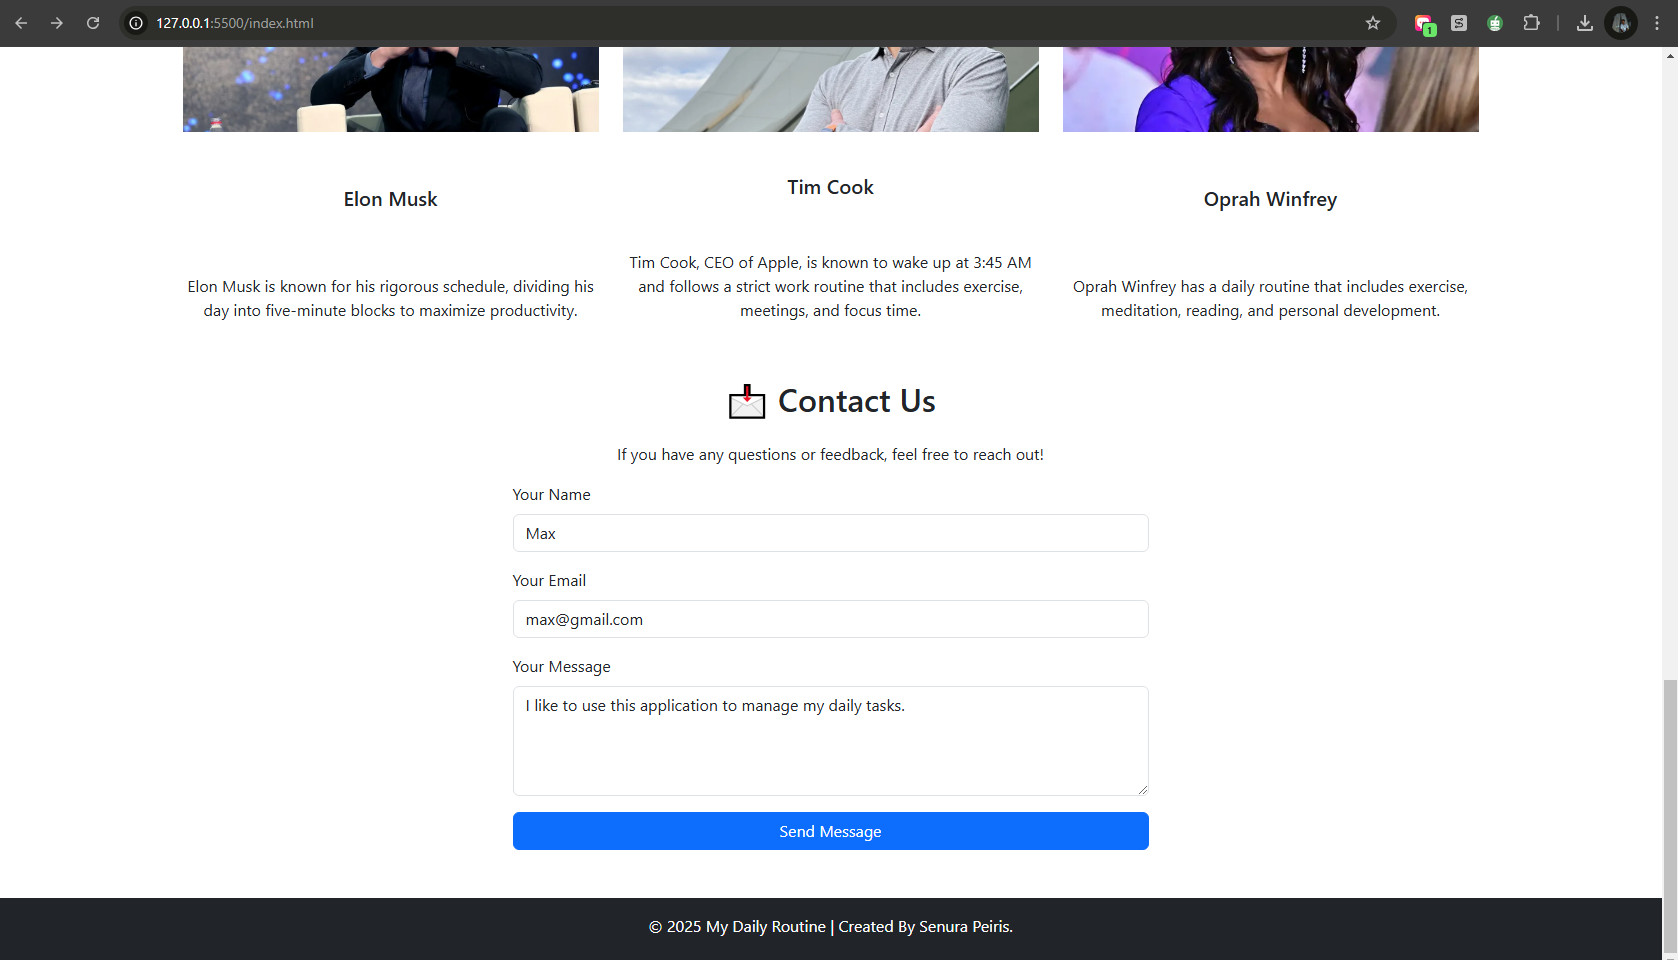 127.0.0.1:5500/index.html
1
Elon Musk
Elon Musk is known for his rigorous schedule, dividing his
day into five-minute blocks to maximize productivity.
Tim Cook
Tim Cook, CEO of Apple, is known to wake up at 3:45 AM
and follows a strict work routine that includes exercise,
meetings, and focus time.
Oprah Winfrey
Oprah Winfrey has a daily routine that includes exercise,
meditation, reading, and personal development.
Contact Us
If you have any questions or feedback, feel free to reach out!
Your Name
Max
Your Email
max@gmail.com
Your Message
I like to use this application to manage my daily tasks.
Send Message
© 2025 My Daily Routine | Created By Senura Peiris.